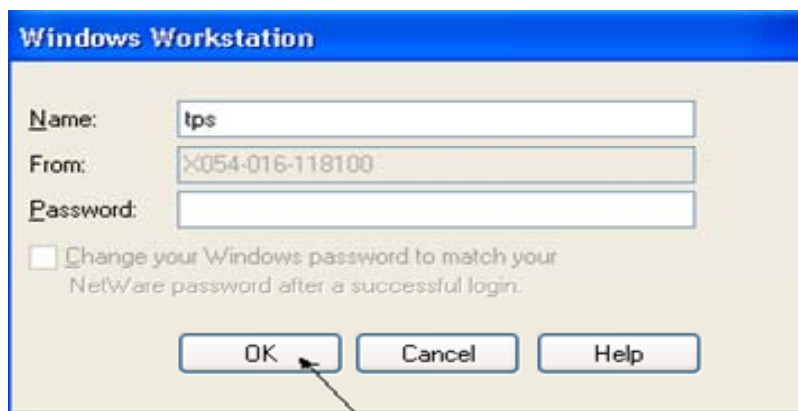 Windows Workstation
Name: tps
From: X054-016-118100
Password:
Change your Windows password to match your
NetWare password after a successful login.
OK Cancel Help